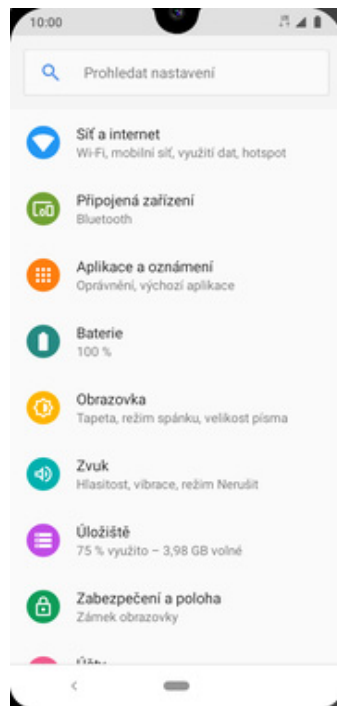 10:00
Prohledat nastavení
Síť a internet
Wi-Fi, mobilní síť, využití dat, hotspot
Připojená zařízení
Bluetooth
Aplikace a oznámení
Oprávnění, výchozí aplikace
Baterie
100 %
Obrazovka
Tapeta, režim spánku, velikost písma
Zvuk
Hlasitost, vibrace, režim Nerušit
Úložiště
75 % využito – 3,98 GB volné
Zabezpečení a poloha
Zámek obrazovky